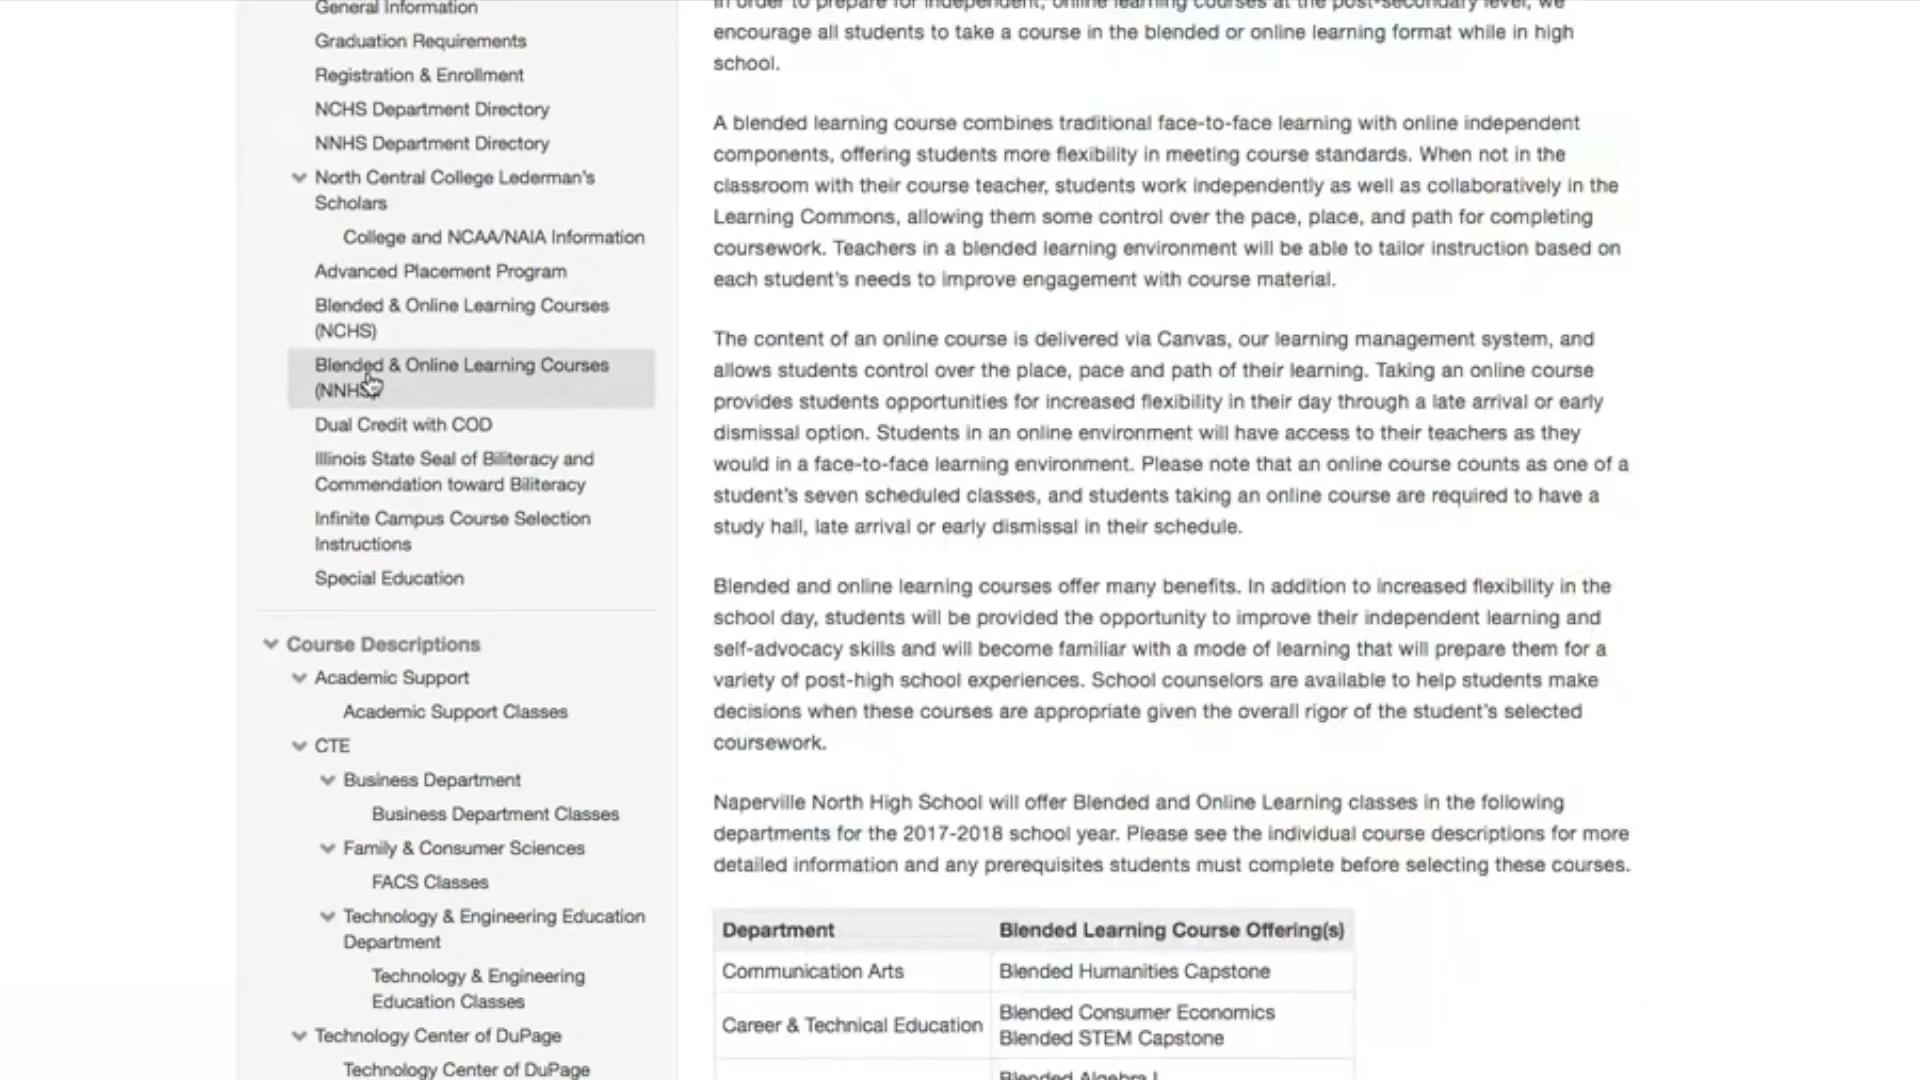 General Information
Graduation Requirements
Registration & Enrollment
NCHS Department Directory
NNHS Department Directory
North Central College Lederman's
Scholars
College and NCAA/NAIA Information
Advanced Placement Program
Blended & Online Learning Courses
(NCHS)
Blended & Online Learning Courses
(NNHS)
Dual Credit with COD
Illinois State Seal of Biliteracy and
Commendation toward Biliteracy
Infinite Campus Course Selection
Instructions
Special Education
Course Descriptions
Academic Support
Academic Support Classes
CTE
Business Department
Business Department Classes
Family & Consumer Sciences
FACS Classes
Technology & Engineering Education
Department
Technology & Engineering
Education Classes
Technology Center of DuPage
Technology Center of DuPage
In order to prepare for independent, online learning courses at the post-secondary level, we
encourage all students to take a course in the blended or online learning format while in high
school.
A blended learning course combines traditional face-to-face learning with online independent
components, offering students more flexibility in meeting course standards. When not in the
classroom with their course teacher, students work independently as well as collaboratively in the
Learning Commons, allowing them some control over the pace, place, and path for completing
coursework. Teachers in a blended learning environment will be able to tailor instruction based on
each student's needs to improve engagement with course material.
The content of an online course is delivered via Canvas, our learning management system, and
allows students control over the place, pace and path of their learning. Taking an online course
provides students opportunities for increased flexibility in their day through a late arrival or early
dismissal option. Students in an online environment will have access to their teachers as they
would in a face-to-face learning environment. Please note that an online course counts as one of a
student's seven scheduled classes, and students taking an online course are required to have a
study hall, late arrival or early dismissal in their schedule.
Blended and online learning courses offer many benefits. In addition to increased flexibility in the
school day, students will be provided the opportunity to improve their independent learning and
self-advocacy skills and will become familiar with a mode of learning that will prepare them for a
variety of post-high school experiences. School counselors are available to help students make
decisions when these courses are appropriate given the overall rigor of the student's selected
coursework.
Naperville North High School will offer Blended and Online Learning classes in the following
departments for the 2017-2018 school year. Please see the individual course descriptions for more
detailed information and any prerequisites students must complete before selecting these courses.
Department Blended Learning Course Offering(s)
Communication Arts Blended Humanities Capstone
Career & Technical Education Blended Consumer Economics
Blended STEM Capstone
Blended Algebra I